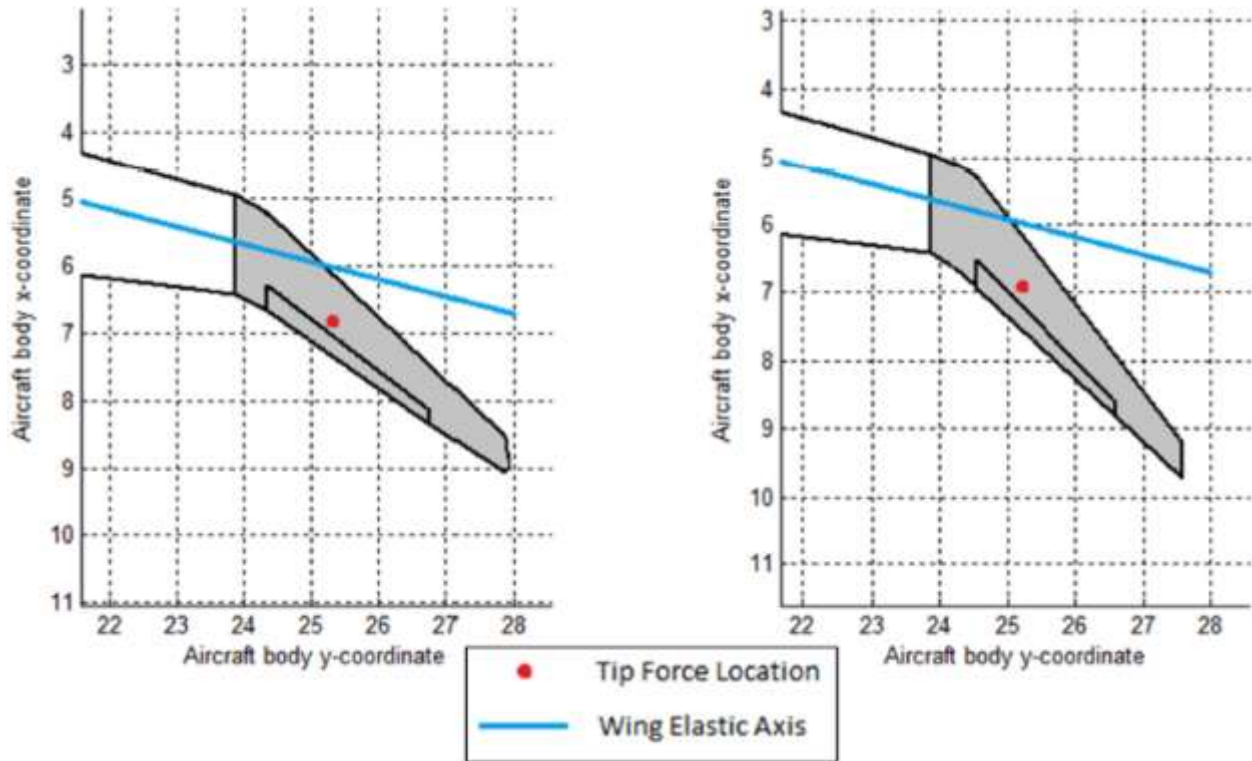 3
4
5
6
7
8
9
10
11
22 23 24 25 26 27 28
Aircraft body x-coordinate
Aircraft body y-coordinate
3
4
5
6
7
8
9
10
11
22 23 24 25 26 27 28
Aircraft body x-coordinate
Aircraft body y-coordinate
Tip Force Location
Wing Elastic Axis